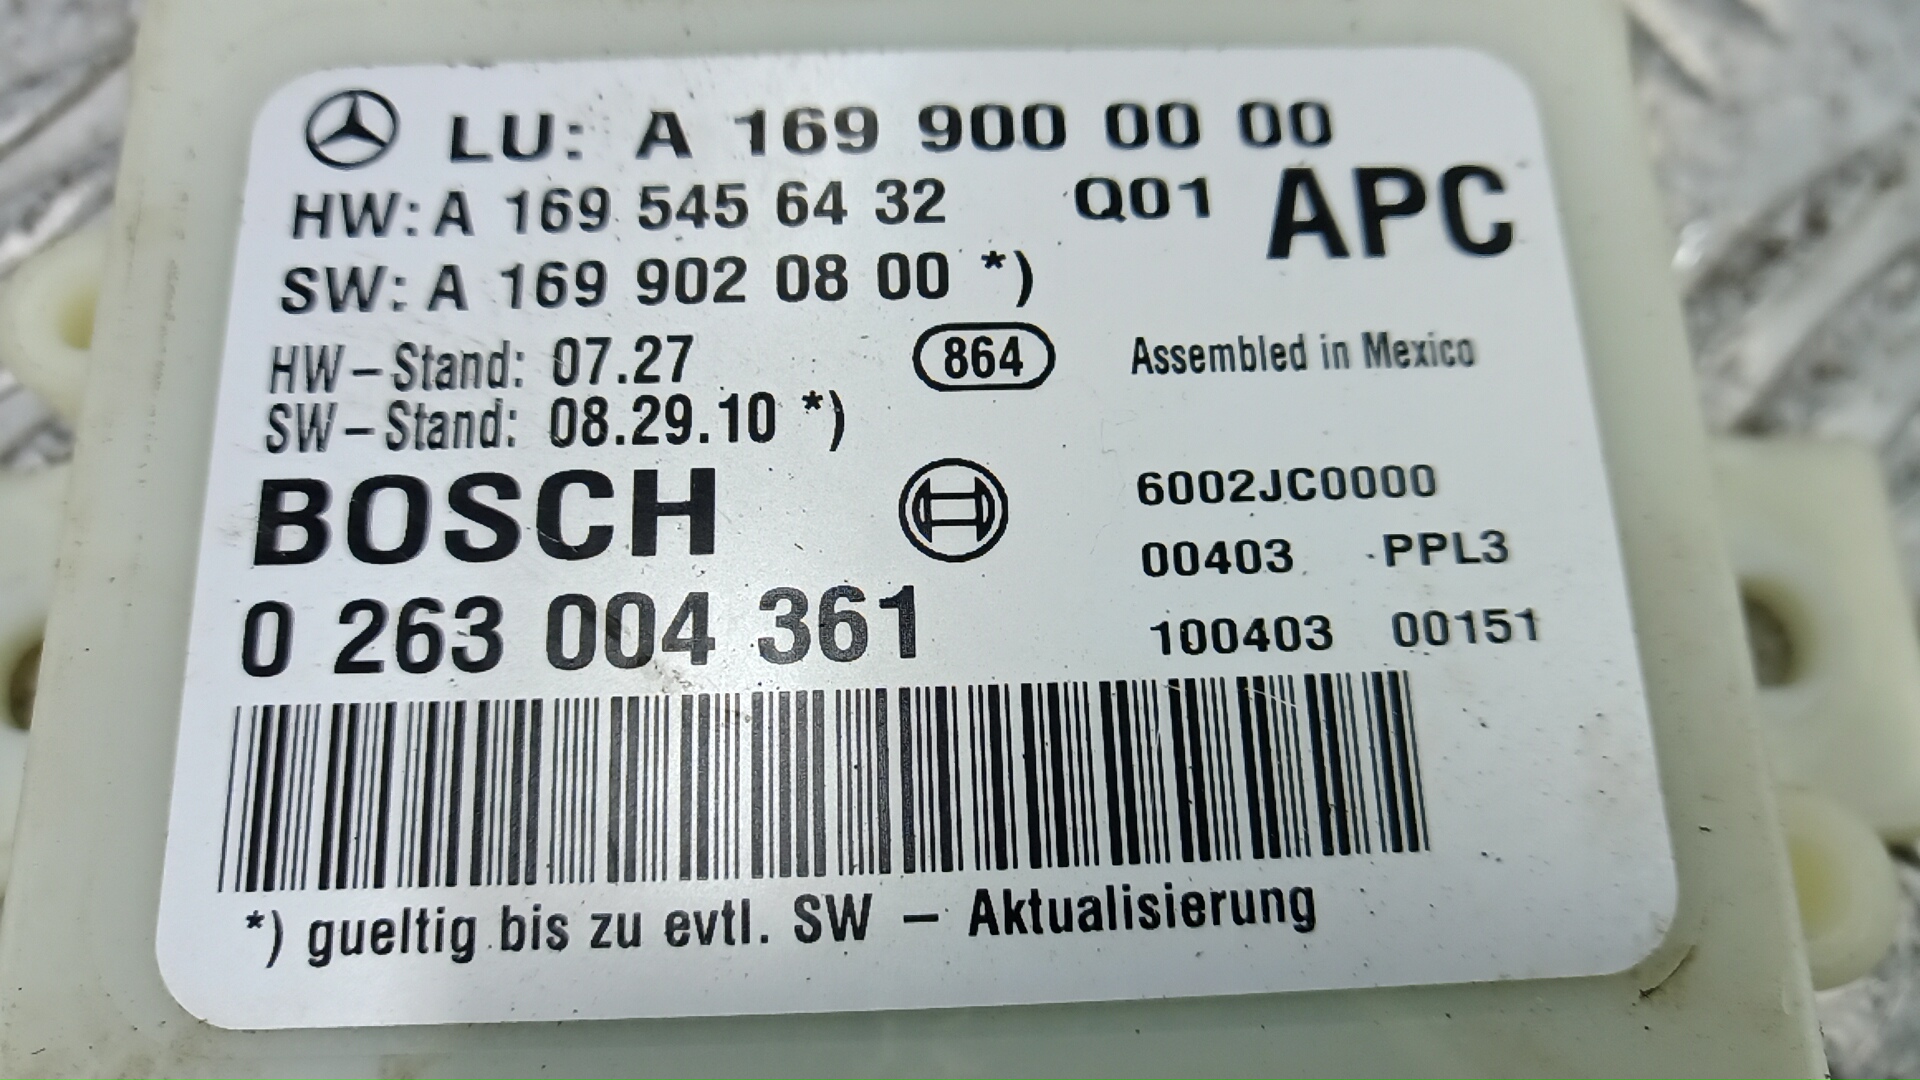 LU: A 169 900 00 00
HW: A 169 545 64 32 Q01 APC
SW: A 169 902 08 00 *)
HW-Stand: 07.27 864 Assembled in Mexico
SW-Stand: 08.29.10 *)
BOSCH 6002JC0000
00403 PPL3
0 263 004 361 100403 00151
*) gueltig bis zu evtl. SW - Aktualisierung